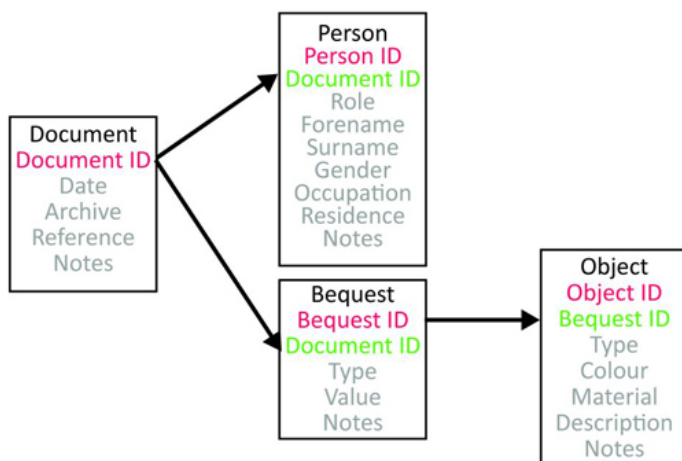 Document
Document ID
Date
Archive
Reference
Notes
Person
Person ID
Document ID
Role
Forename
Surname
Gender
Occupation
Residence
Notes
Bequest
Bequest ID
Document ID
Type
Value
Notes
Object
Object ID
Bequest ID
Type
Colour
Material
Description
Notes